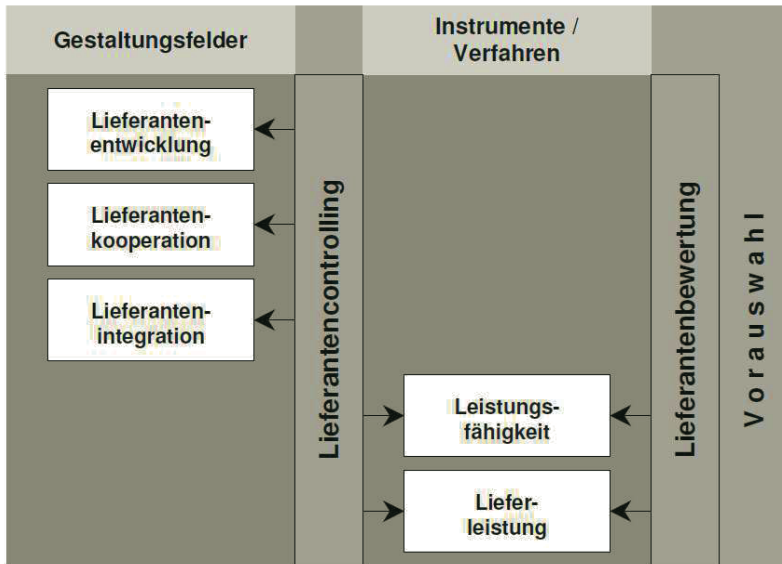 Gestaltungsfelder
Instrumente /
Verfahren
Lieferanten-
entwicklung
Lieferanten-
kooperation
Lieferanten-
integration
Lieferantencontrolling
Leistungs-
fähigkeit
Liefer-
leistung
Lieferantenbewertung
Vorauswahl